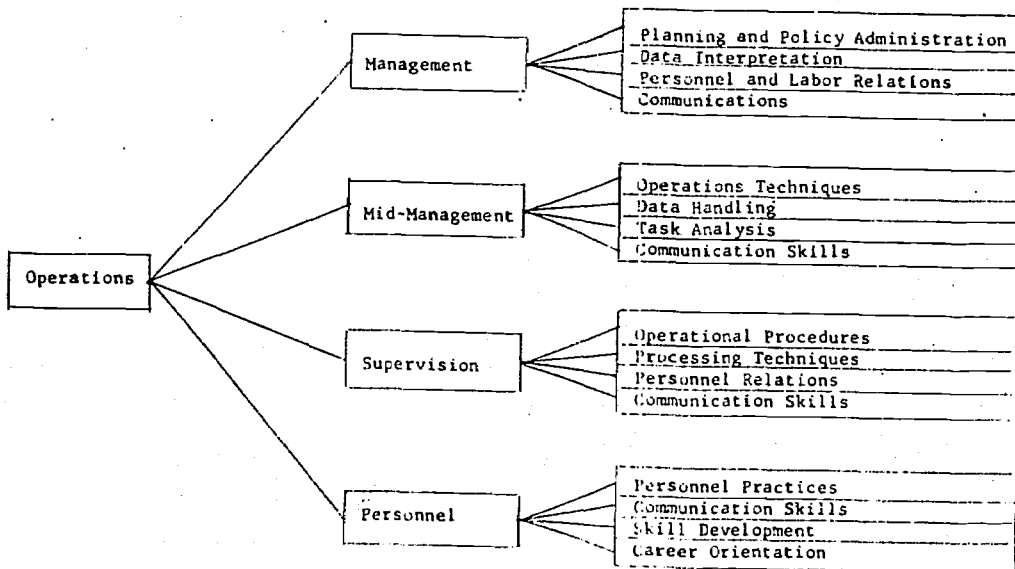 Operations
Management
Planning and Policy Administration
Data Interpretation
Personnel and Labor Relations
Communications
Mid-Management
Operations Techniques
Data Handling
Task Analysis
Communication Skills
Supervision
Operational Procedures
Processing Techniques
Personnel Relations
Communication Skills
Personnel
Personnel Practices
Communication Skills
Skill Development
Career Orientation